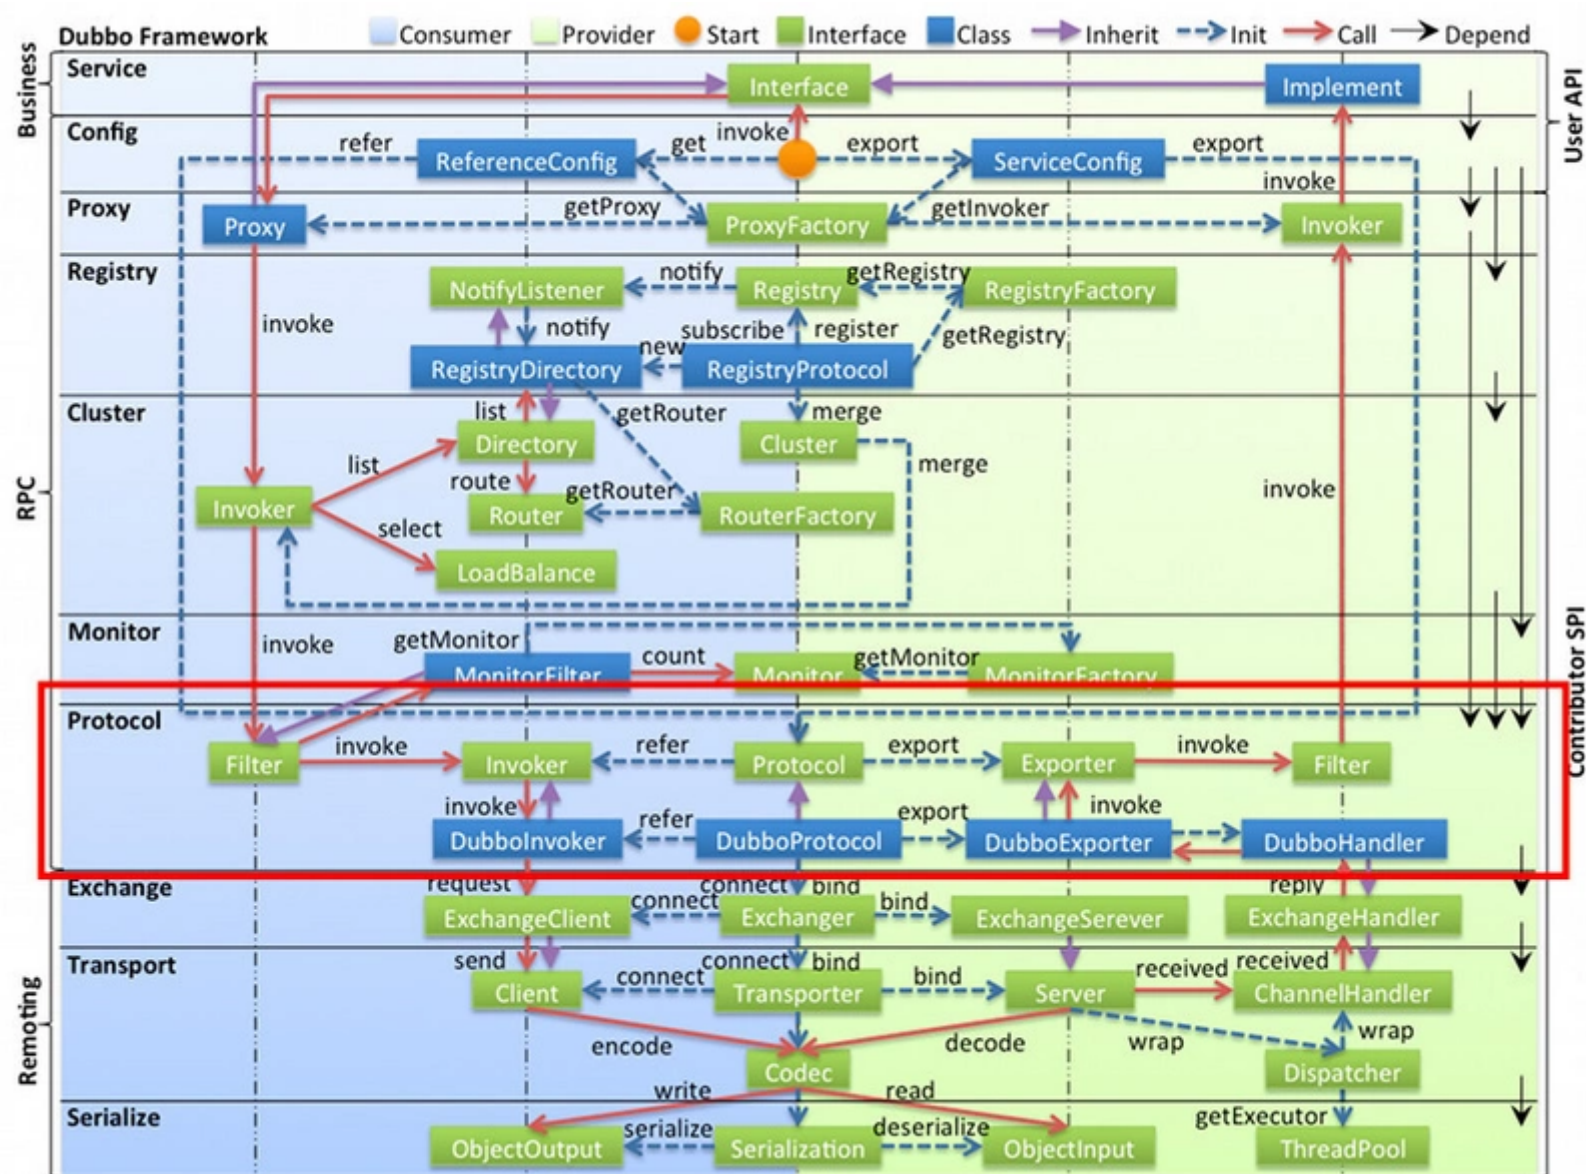 Dubbo Framework Consumer Provider Start Interface Class Inherit Init Call Depend
Business
User API
Service
Interface
Implement
Config
refer
ReferenceConfig
get
invoke
export
ServiceConfig
export
invoke
Proxy
Proxy
getProxy
ProxyFactory
getInvoker
Invoker
RPC
Contributor SPI
Registry
NotifyListener
notify
Registry
getRegistry
RegistryFactory
invoke
notify
subscribe
register
getRegistry
RegistryDirectory
new
RegistryProtocol
Cluster
list
getRouter
merge
Directory
Cluster
list
merge
route
getRouter
invoke
Invoker
Router
RouterFactory
select
LoadBalance
Monitor
invoke
getMonitor
MonitorFilter
count
Monitor
getMonitor
MonitorFactory
Protocol
Filter
invoke
Invoker
refer
Protocol
export
Exporter
invoke
Filter
invoke
DubboInvoker
refer
DubboProtocol
export
DubboExporter
invoke
DubboHandler
Remoting
Exchange
request
connect
bind
reply
ExchangeClient
connect
Exchanger
bind
ExchangeSerever
ExchangeHandler
Transport
send
connect
bind
received
received
Client
connect
Transporter
bind
Server
ChannelHandler
encode
decode
wrap
wrap
Codec
Dispatcher
write
read
Serialize
getExecutor
ObjectOutput
serialize
Serialization
deserialize
ObjectInput
ThreadPool